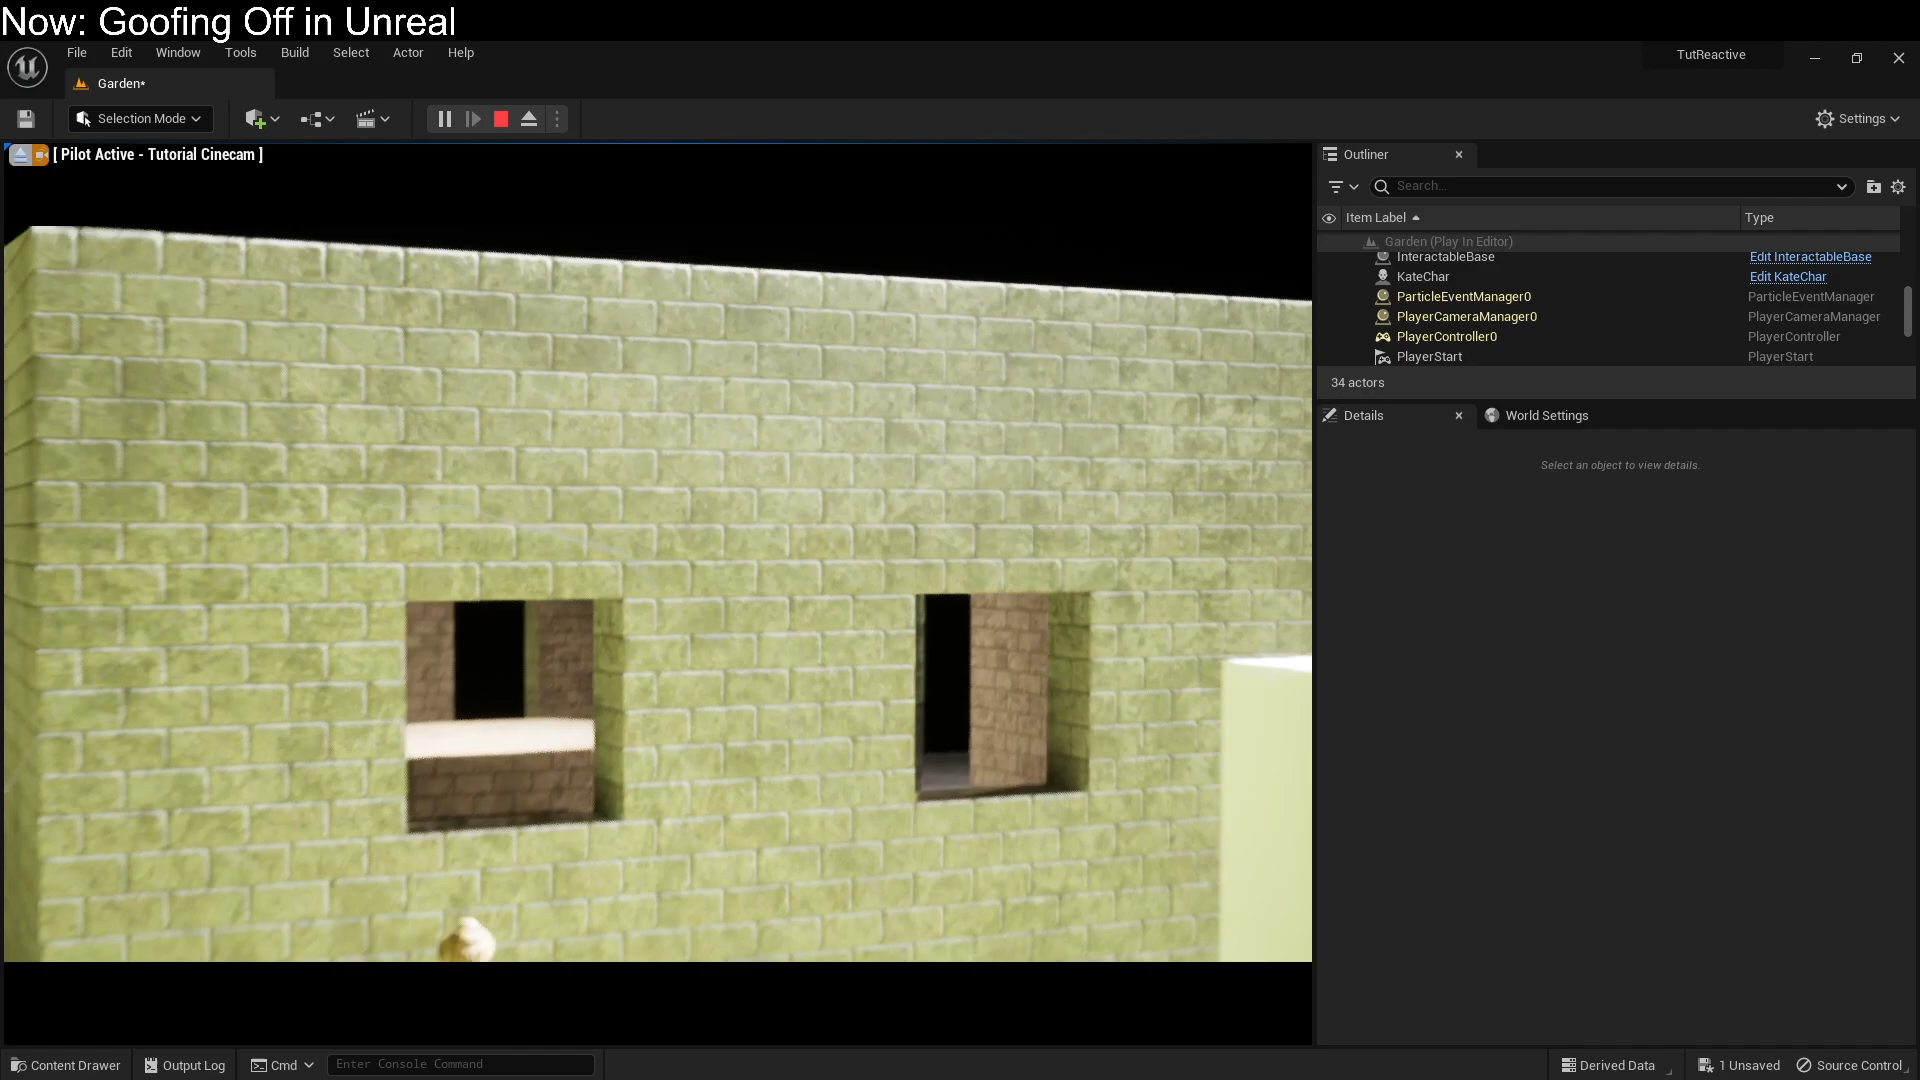 Now: Goofing Off in Unreal
File Edit Window Tools Build Select Actor Help
TutReactive
Garden*
Selection Mode
Settings
[ Pilot Active - Tutorial Cinecam ]
Outliner
Search...
Item Label Type
Garden (Play In Editor)
InteractableBase Edit InteractableBase
KateChar Edit KateChar
ParticleEventManager0 ParticleEventManager
PlayerCameraManager0 PlayerCameraManager
PlayerController0 PlayerController
PlayerStart PlayerStart
34 actors
Details World Settings
Select an object to view details.
Content Drawer Output Log Cmd Enter Console Command Derived Data 1 Unsaved Source Control